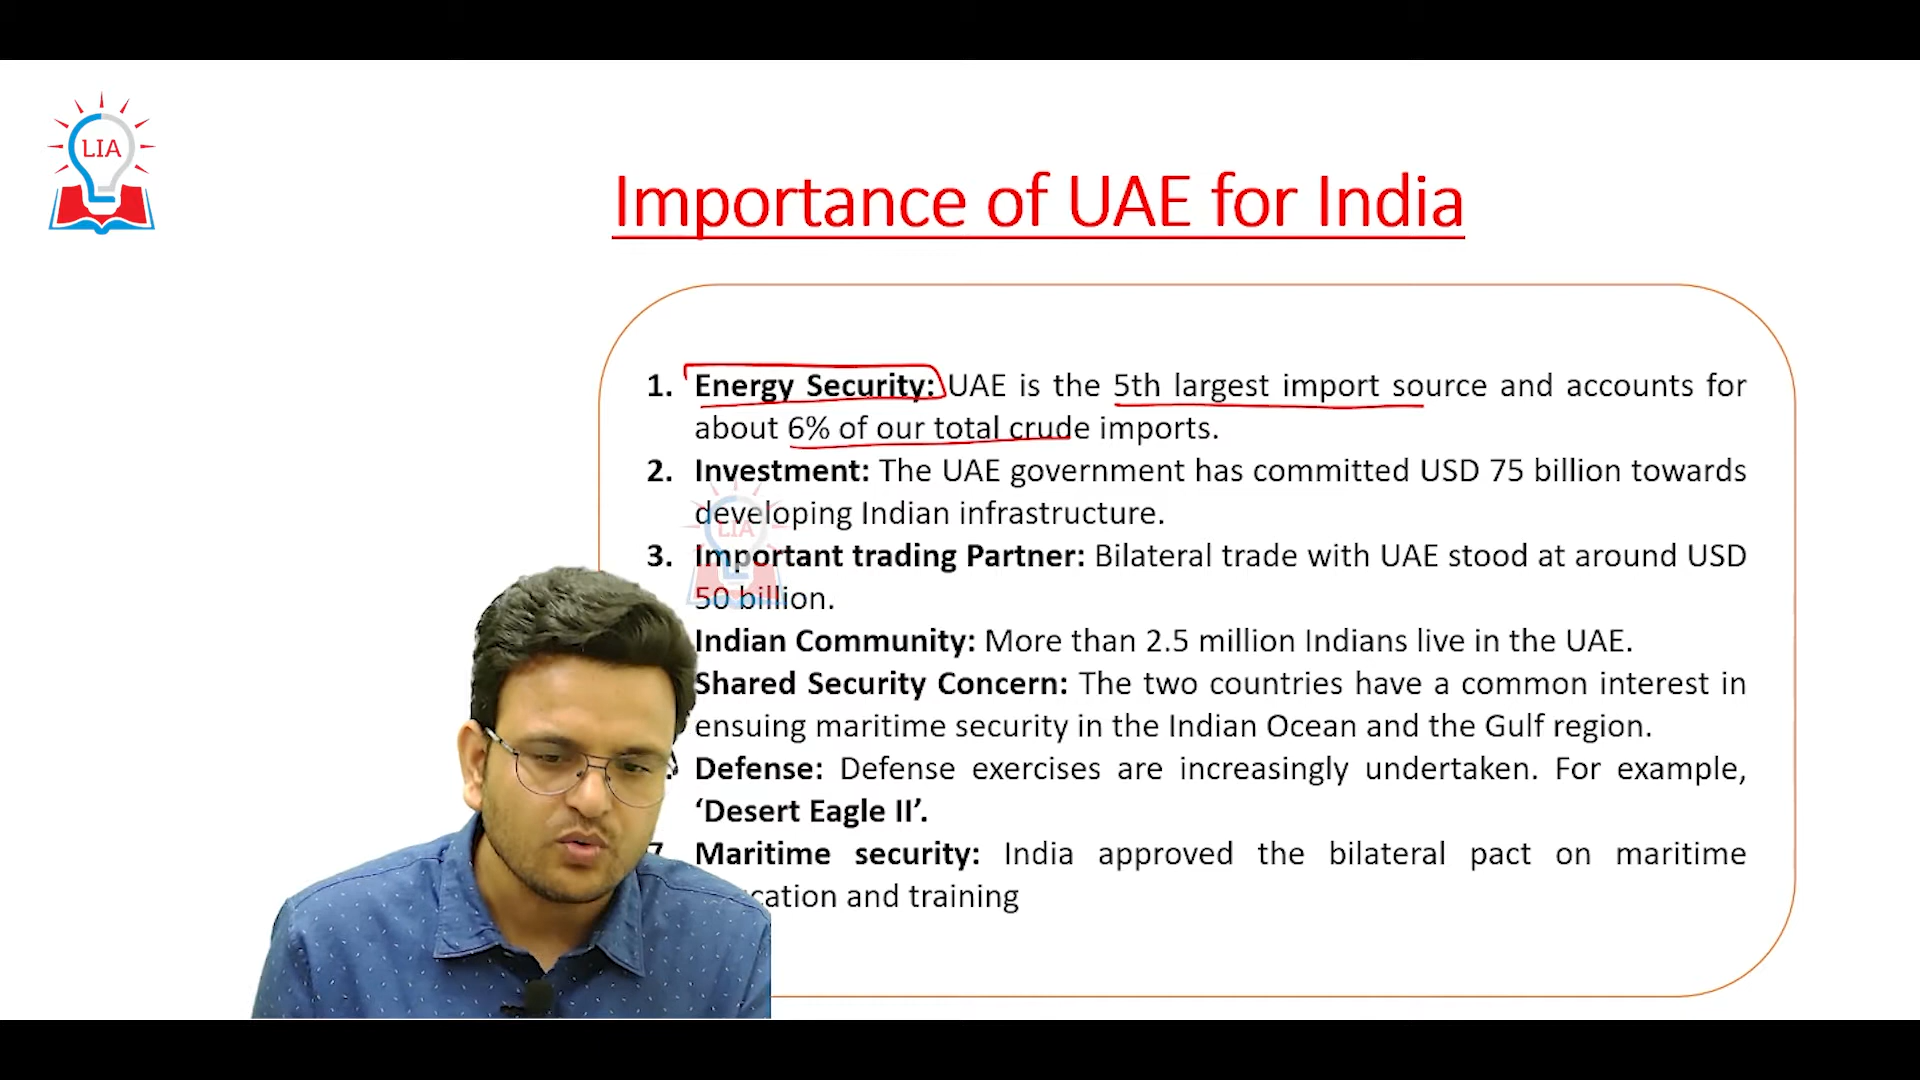 LIA
Importance of UAE for India
1. Energy Security: UAE is the 5th largest import source and accounts for
about 6% of our total crude imports.
2. Investment: The UAE government has committed USD 75 billion towards
developing Indian infrastructure.
LIA
3. Important trading Partner: Bilateral trade with UAE stood at around USD
50 billion.
Indian Community: More than 2.5 million Indians live in the UAE.
Shared Security Concern: The two countries have a common interest in
ensuing maritime security in the Indian Ocean and the Gulf region.
Defense: Defense exercises are increasingly undertaken. For example,
‘Desert Eagle II’.
7. Maritime security: India approved the bilateral pact on maritime
and training